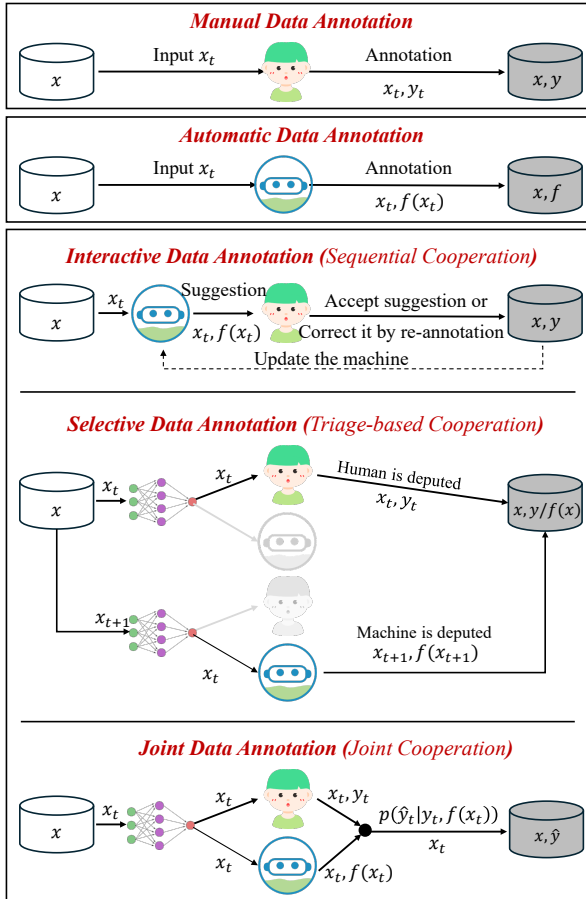 Manual Data Annotation
x
Input x_t
Annotation
x_t, y_t
x, y
Automatic Data Annotation
x
Input x_t
Annotation
x_t, f(x_t)
x, f
Interactive Data Annotation (Sequential Cooperation)
x
x_t
Suggestion
x_t, f(x_t)
Accept suggestion or
Correct it by re-annotation
x, y
Update the machine
Selective Data Annotation (Triage-based Cooperation)
x
x_t
x_t
Human is deputed
x_t, y_t
x, y/f(x)
x_{t+1}
x_t
Machine is deputed
x_{t+1}, f(x_{t+1})
Joint Data Annotation (Joint Cooperation)
x
x_t
x_t
x_t, y_t
x_t
x_t, f(x_t)
p(ŷ_t|y_t, f(x_t))
x_t
x, ŷ